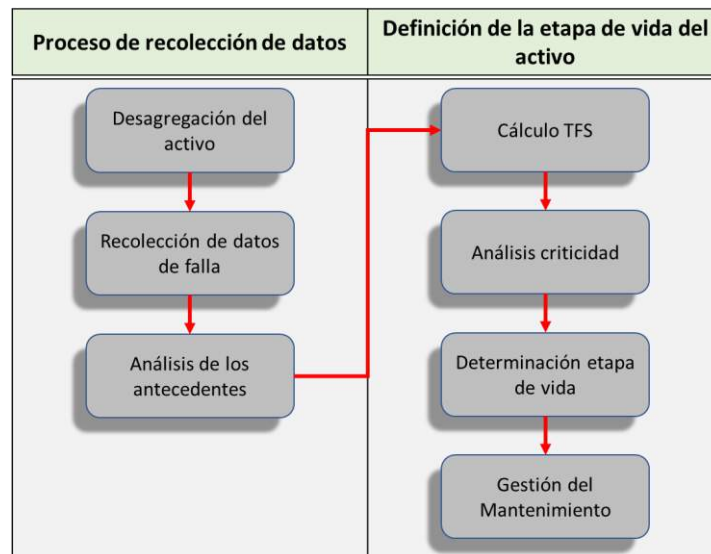 Proceso de recolección de datos
Definición de la etapa de vida del
activo
Desagregación del
activo
Recolección de datos
de falla
Análisis de los
antecedentes
Cálculo TFS
Análisis criticidad
Determinación etapa
de vida
Gestión del
Mantenimiento